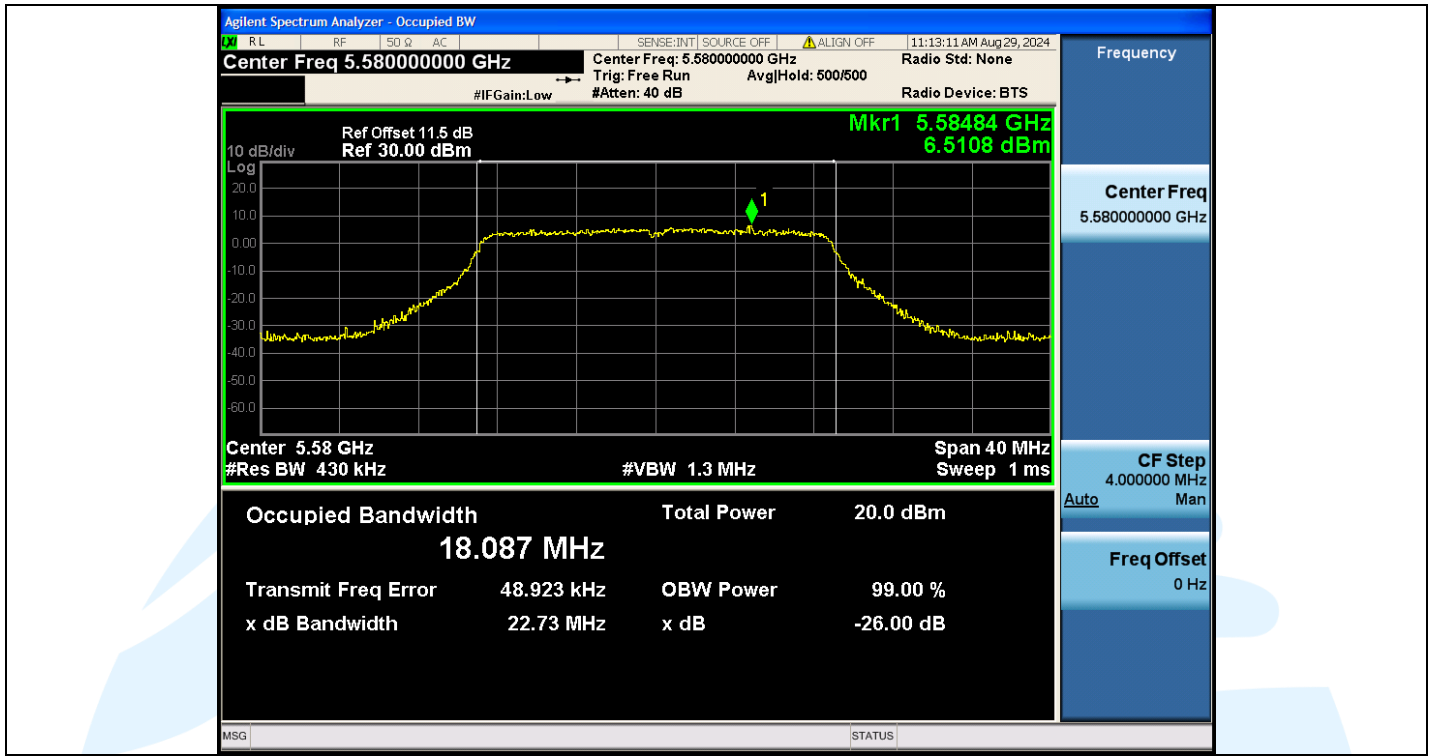 Agilent Spectrum Analyzer - Occupied BW
LXI RL RF 50 Ω AC SENSE:INT SOURCE OFF ALIGN OFF 11:13:11 AM Aug 29, 2024
Center Freq 5.580000000 GHz
Center Freq: 5.580000000 GHz
Radio Std: None
Trig: Free Run Avg|Hold: 500/500
#IFGain:Low
#Atten: 40 dB
Radio Device: BTS
Frequency
Mkr1 5.58484 GHz
6.5108 dBm
Ref Offset 11.5 dB
10 dB/div Ref 30.00 dBm
Log
20.0
10.0
0.00
-10.0
-20.0
-30.0
-40.0
-50.0
-60.0
1
Center 5.58 GHz
Span 40 MHz
#Res BW 430 kHz
#VBW 1.3 MHz
Sweep 1 ms
Center Freq
5.580000000 GHz
CF Step
4.000000 MHz
Auto Man
Freq Offset
0 Hz
Occupied Bandwidth
18.087 MHz
Total Power 20.0 dBm
Transmit Freq Error 48.923 kHz
OBW Power 99.00 %
x dB Bandwidth 22.73 MHz
x dB -26.00 dB
MSG
STATUS